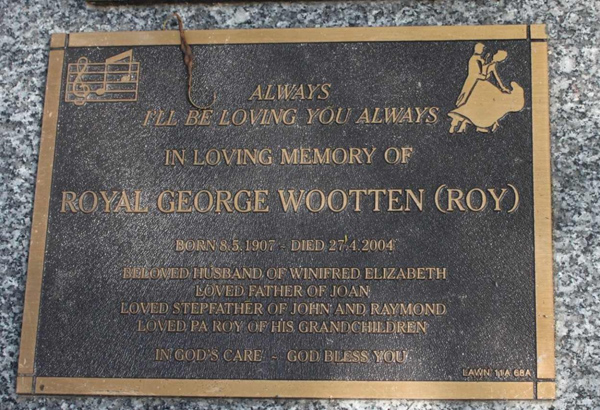 ALWAYS
I'LL BE LOVING YOU ALWAYS
IN LOVING MEMORY OF
ROYAL GEORGE WOOTTEN (ROY)
BORN 8.5.1907 - DIED 27.4.2004
BELOVED HUSBAND OF WINIFRED ELIZABETH
LOVED FATHER OF JOAN
LOVED STEPFATHER OF JOHN AND RAYMOND
LOVED PA ROY OF HIS GRANDCHILDREN
IN GOD'S CARE - GOD BLESS YOU
LAWN 11A 68A